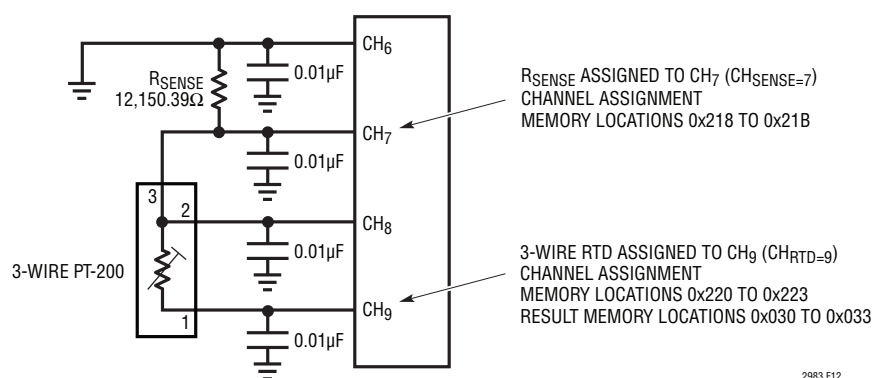 CH6
0.01µF
RSENSE
12,150.39Ω
CH7
0.01µF
RSENSE ASSIGNED TO CH7 (CHSENSE=7)
CHANNEL ASSIGNMENT
MEMORY LOCATIONS 0x218 TO 0x21B
3
2
CH8
0.01µF
3-WIRE PT-200
1
CH9
0.01µF
3-WIRE RTD ASSIGNED TO CH9 (CHRTD=9)
CHANNEL ASSIGNMENT
MEMORY LOCATIONS 0x220 TO 0x223
RESULT MEMORY LOCATIONS 0x030 TO 0x033
2983 F12